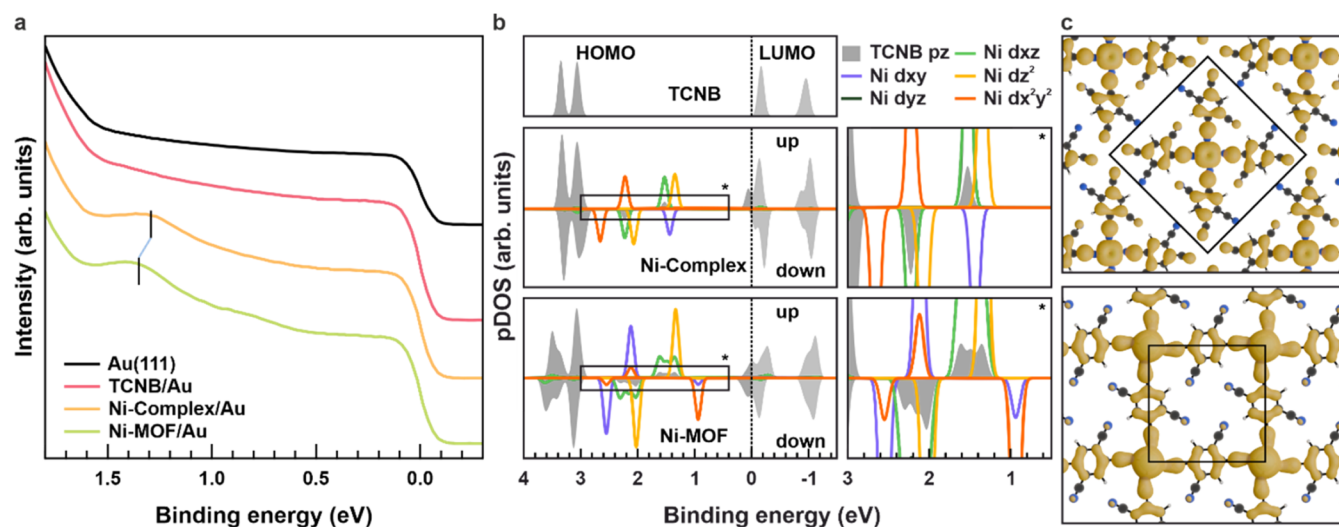 a
Intensity (arb. units)
Au(111)
TCNB/Au
Ni-Complex/Au
Ni-MOF/Au
1.5 1.0 0.5 0.0
Binding energy (eV)
b
pDOS (arb. units)
HOMO LUMO
TCNB
TCNB pz
Ni dxy
Ni dyz
Ni dxz
Ni dz²
Ni dx²y²
up
*
Ni-Complex
down
*
up
*
Ni-MOF
down
*
4 3 2 1 0 -1
3 2 1
Binding energy (eV)
c